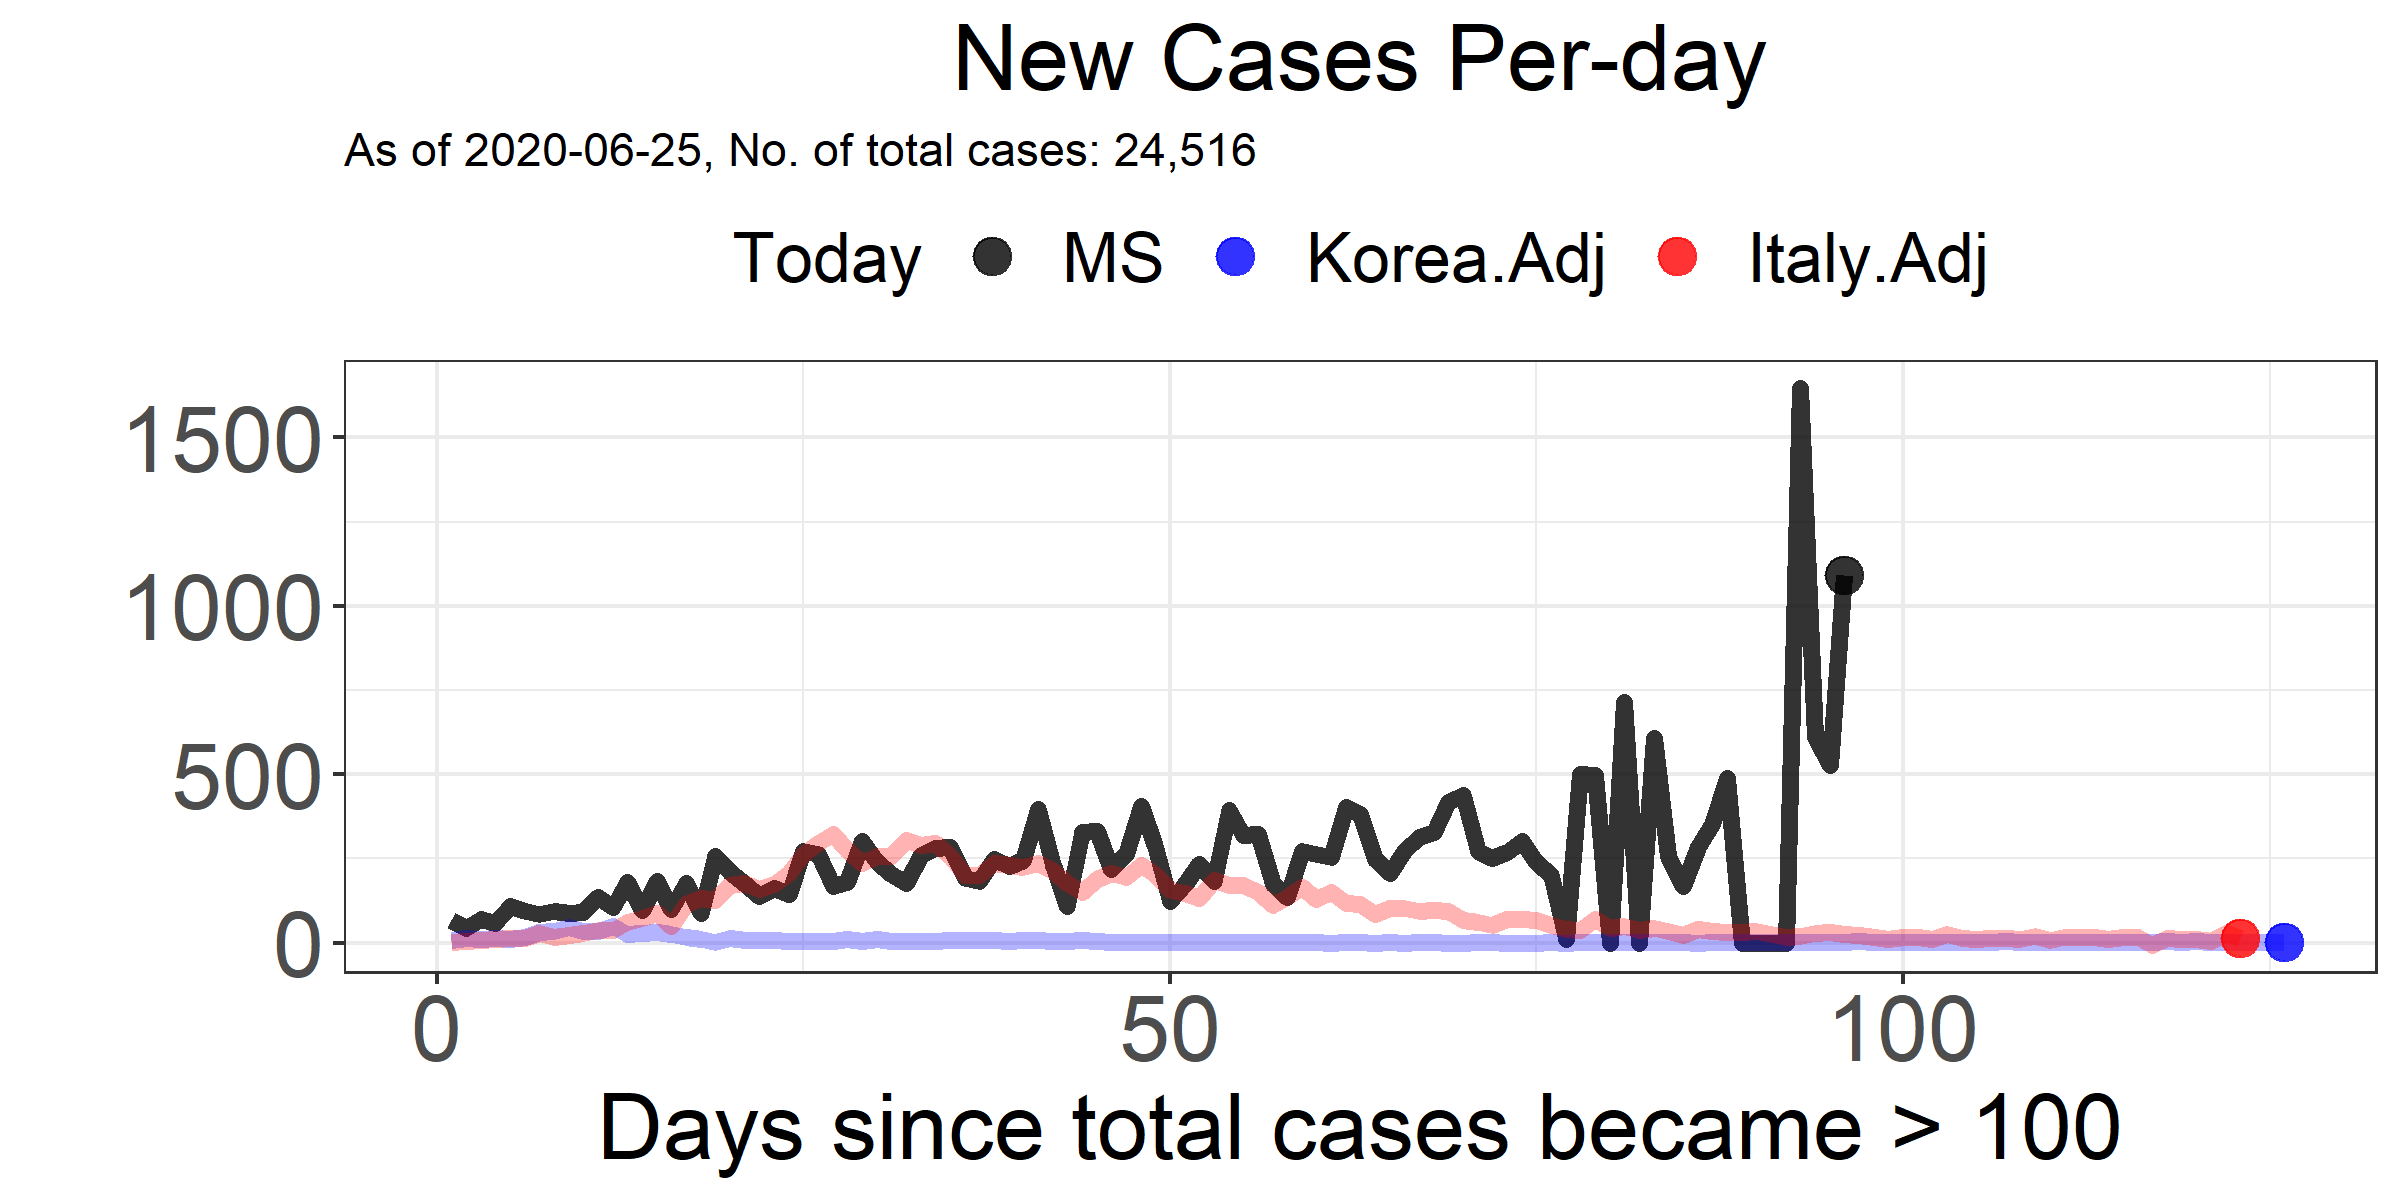 New Cases Per-day
As of 2020-06-25, No. of total cases: 24,516
Today MS Korea.Adj Italy.Adj
1500
1000
500
0
0 50 100
Days since total cases became > 100